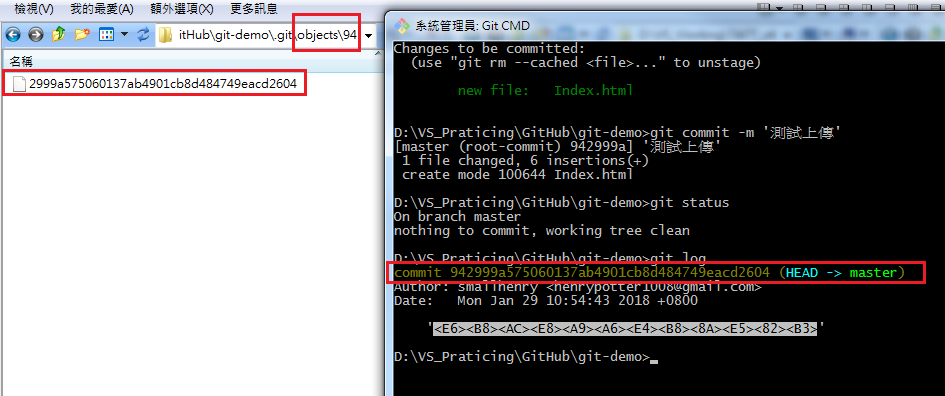 檢視(V) 我的最愛(A) 額外選項(X) 更多訊息
itHub\git-demo\.git\objects\94
名稱
2999a575060137ab4901cb8d484749eacd2604
系統管理員: Git CMD
Changes to be committed:
(use "git rm --cached <file>..." to unstage)
new file: Index.html
D:\VS_Praticing\GitHub\git-demo>git commit -m '測試上傳'
[master (root-commit) 942999a] '測試上傳'
1 file changed, 6 insertions(+)
create mode 100644 Index.html
D:\VS_Praticing\GitHub\git-demo>git status
On branch master
nothing to commit, working tree clean
D:\VS_Praticing\GitHub\git-demo>git log
commit 942999a575060137ab4901cb8d484749eacd2604 (HEAD -> master)
Author: smallhenry <henrypotter1008@gmail.com>
Date: Mon Jan 29 10:54:43 2018 +0800
'<E6><B8><AC><E8><A9><A6><E4><B8><8A><E5><82><B3>'
D:\VS_Praticing\GitHub\git-demo>_